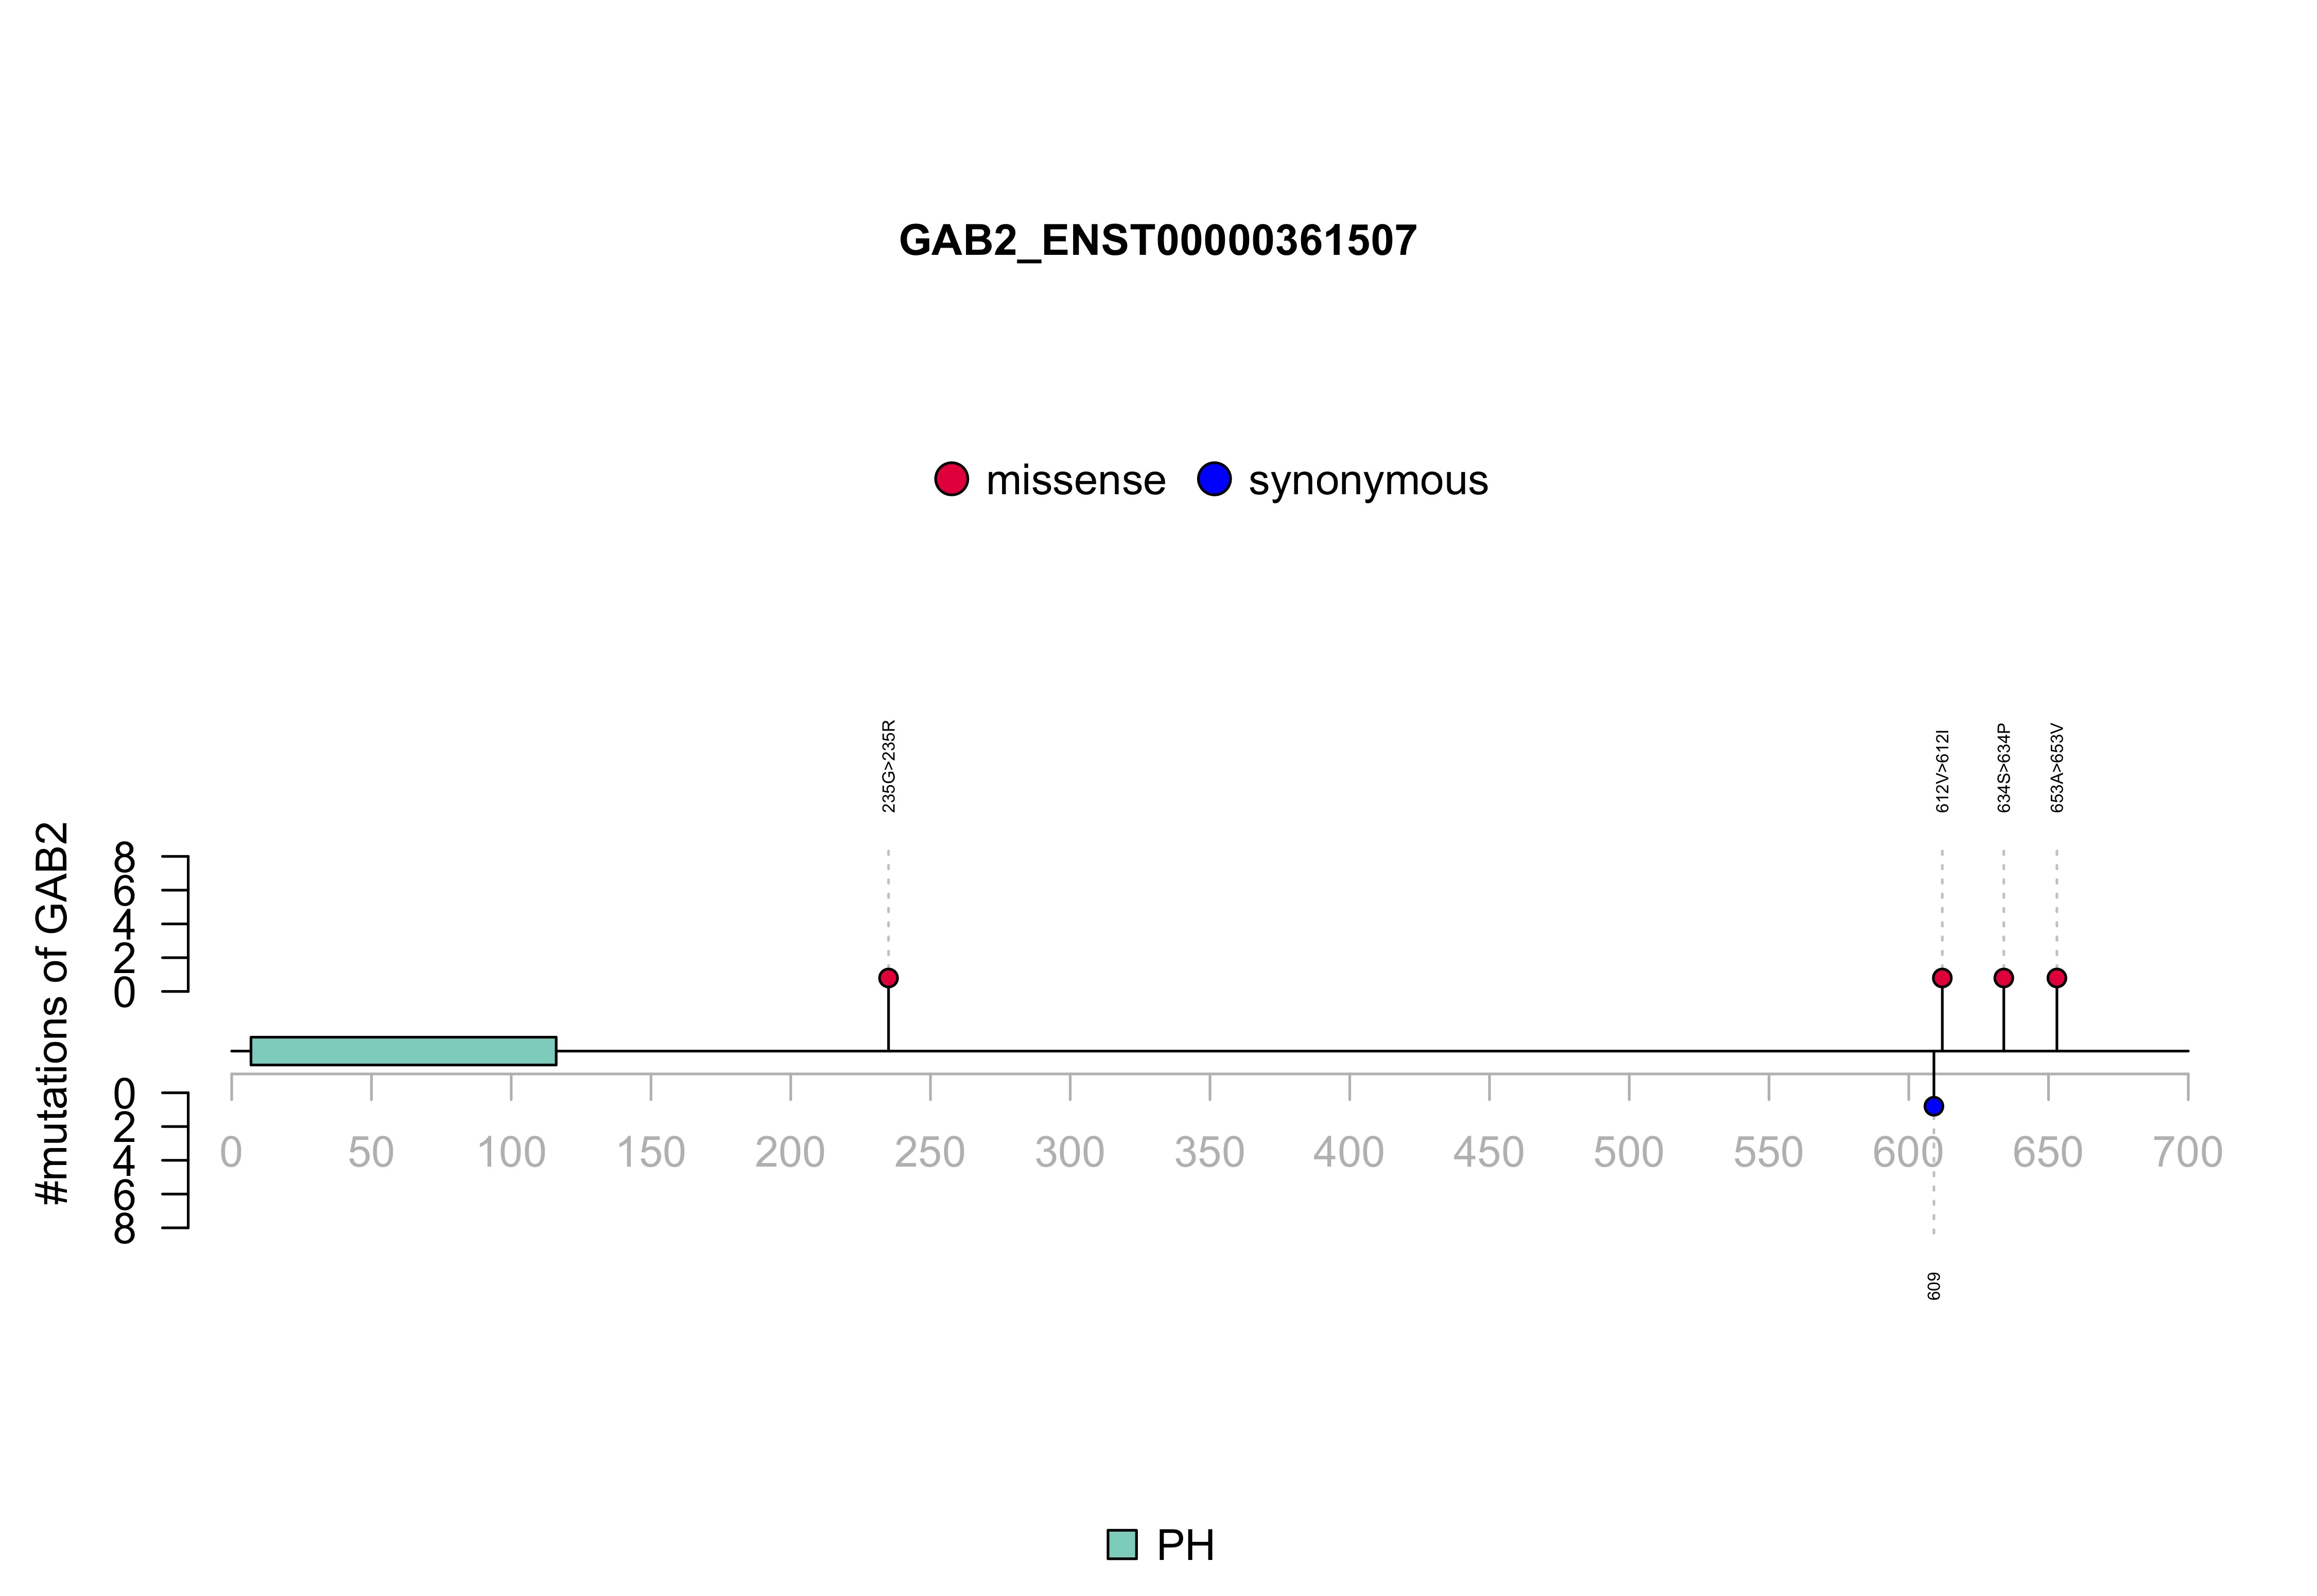 GAB2_ENST00000361507
missense synonymous
235G>235R
612V>612I
634S>634P
653A>653V
#mutations of GAB2
8
6
4
2
0
0
2
4
6
8
0 50 100 150 200 250 300 350 400 450 500 550 600 650 700
609
PH